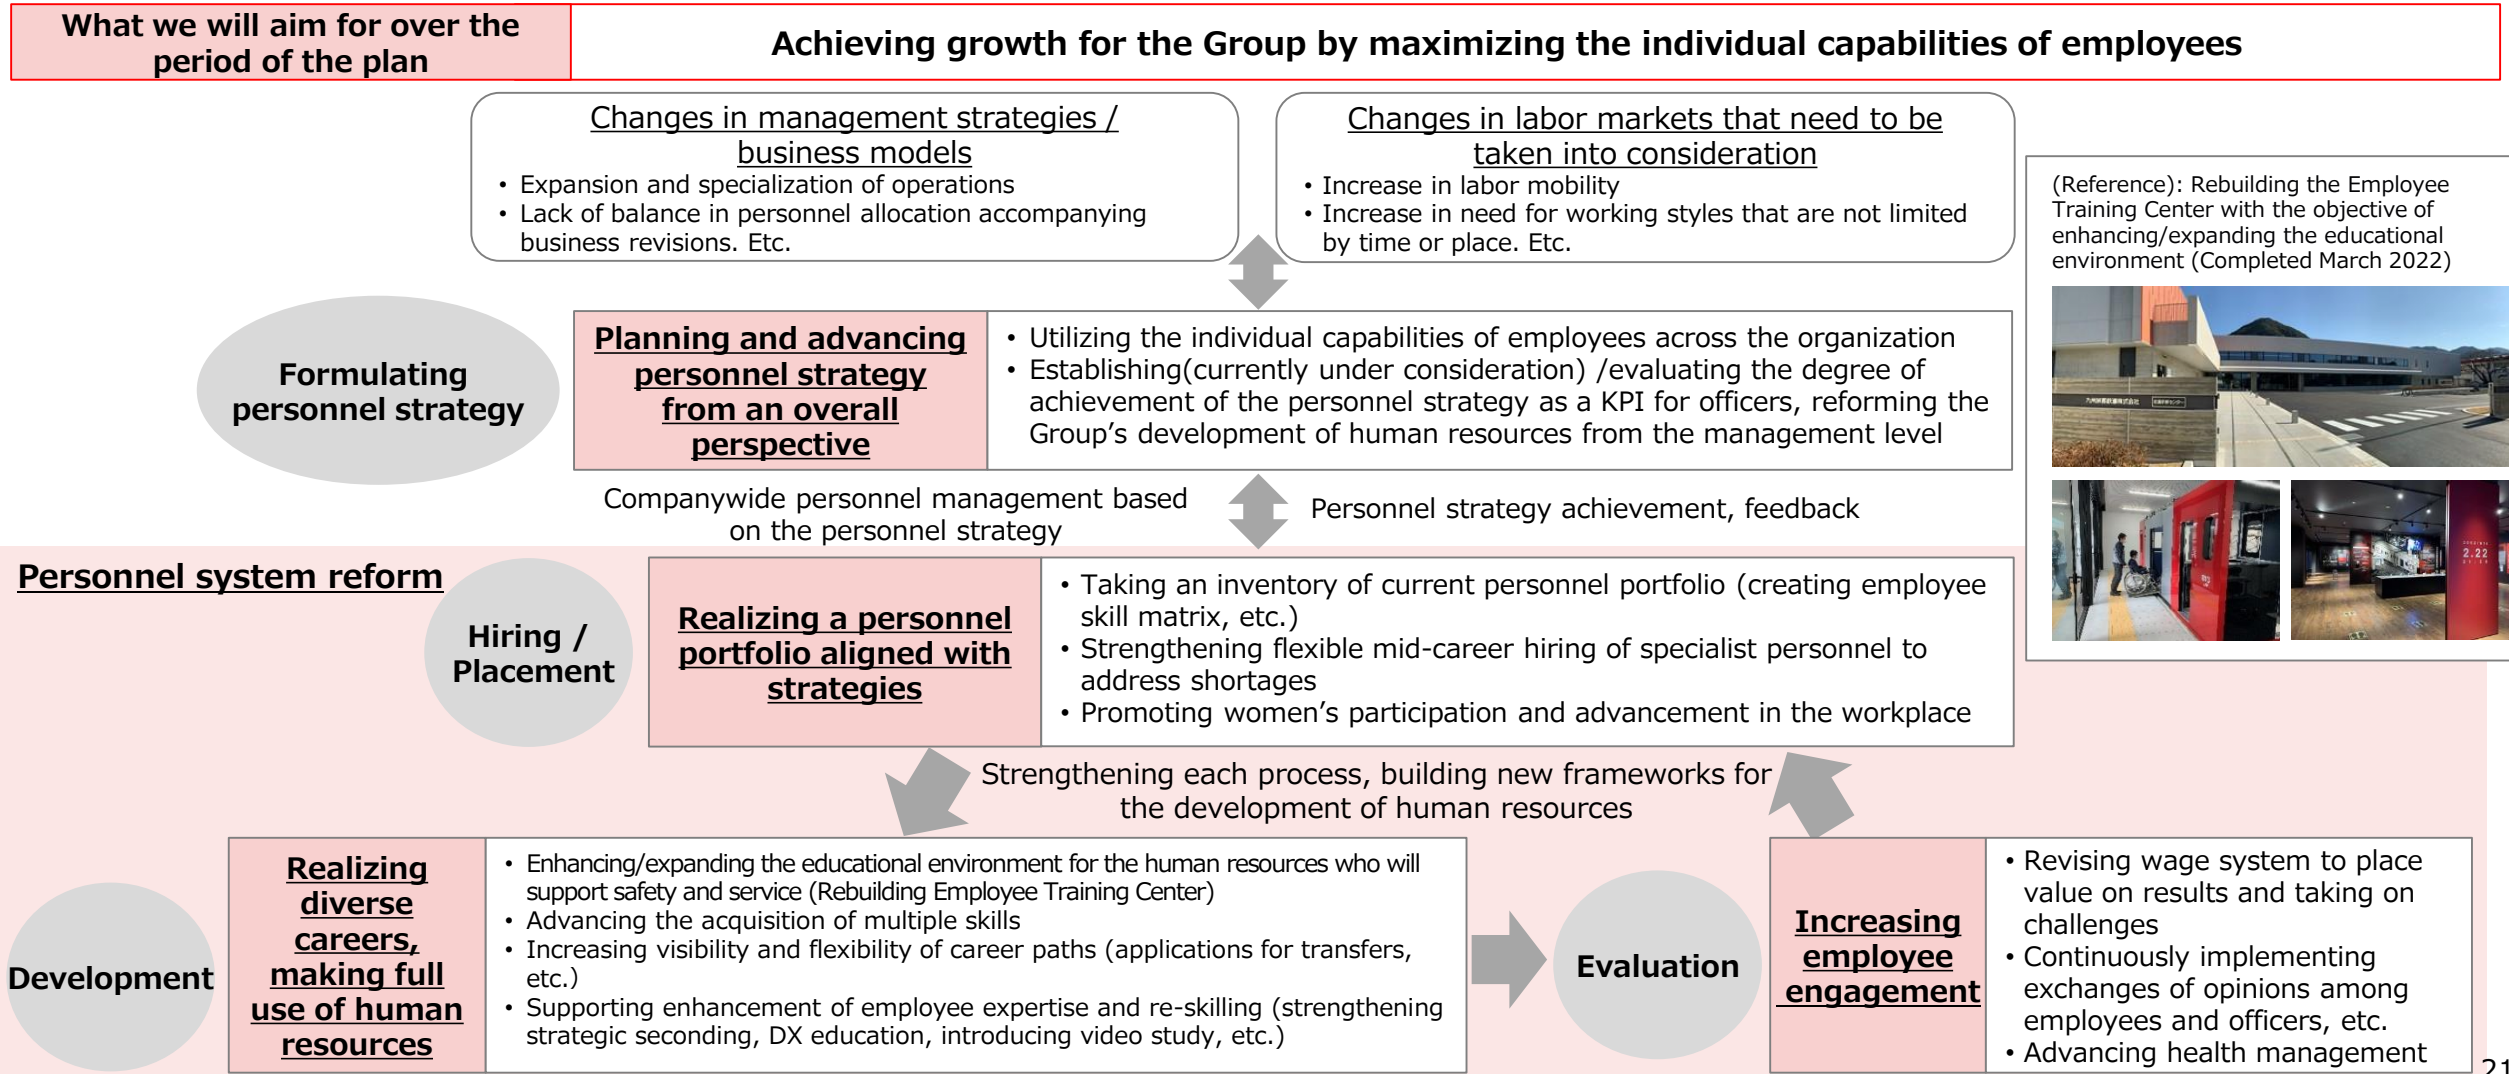 What we will aim for over the
period of the plan
Achieving growth for the Group by maximizing the individual capabilities of employees
Changes in management strategies /
business models
• Expansion and specialization of operations
• Lack of balance in personnel allocation accompanying
business revisions. Etc.
Changes in labor markets that need to be
taken into consideration
• Increase in labor mobility
• Increase in need for working styles that are not limited
by time or place. Etc.
(Reference): Rebuilding the Employee
Training Center with the objective of
enhancing/expanding the educational
environment (Completed March 2022)
九州旅客鉄道株式会社
2.22
Formulating
personnel strategy
Planning and advancing
personnel strategy
from an overall
perspective
• Utilizing the individual capabilities of employees across the organization
• Establishing(currently under consideration) /evaluating the degree of
achievement of the personnel strategy as a KPI for officers, reforming the
Group’s development of human resources from the management level
Companywide personnel management based
on the personnel strategy
Personnel strategy achievement, feedback
Personnel system reform
Hiring /
Placement
Realizing a personnel
portfolio aligned with
strategies
• Taking an inventory of current personnel portfolio (creating employee
skill matrix, etc.)
• Strengthening flexible mid-career hiring of specialist personnel to
address shortages
• Promoting women’s participation and advancement in the workplace
Strengthening each process, building new frameworks for
the development of human resources
Development
Realizing
diverse
careers,
making full
use of human
resources
• Enhancing/expanding the educational environment for the human resources who will
support safety and service (Rebuilding Employee Training Center)
• Advancing the acquisition of multiple skills
• Increasing visibility and flexibility of career paths (applications for transfers,
etc.)
• Supporting enhancement of employee expertise and re-skilling (strengthening
strategic seconding, DX education, introducing video study, etc.)
Evaluation
Increasing
employee
engagement
• Revising wage system to place
value on results and taking on
challenges
• Continuously implementing
exchanges of opinions among
employees and officers, etc.
• Advancing health management
21